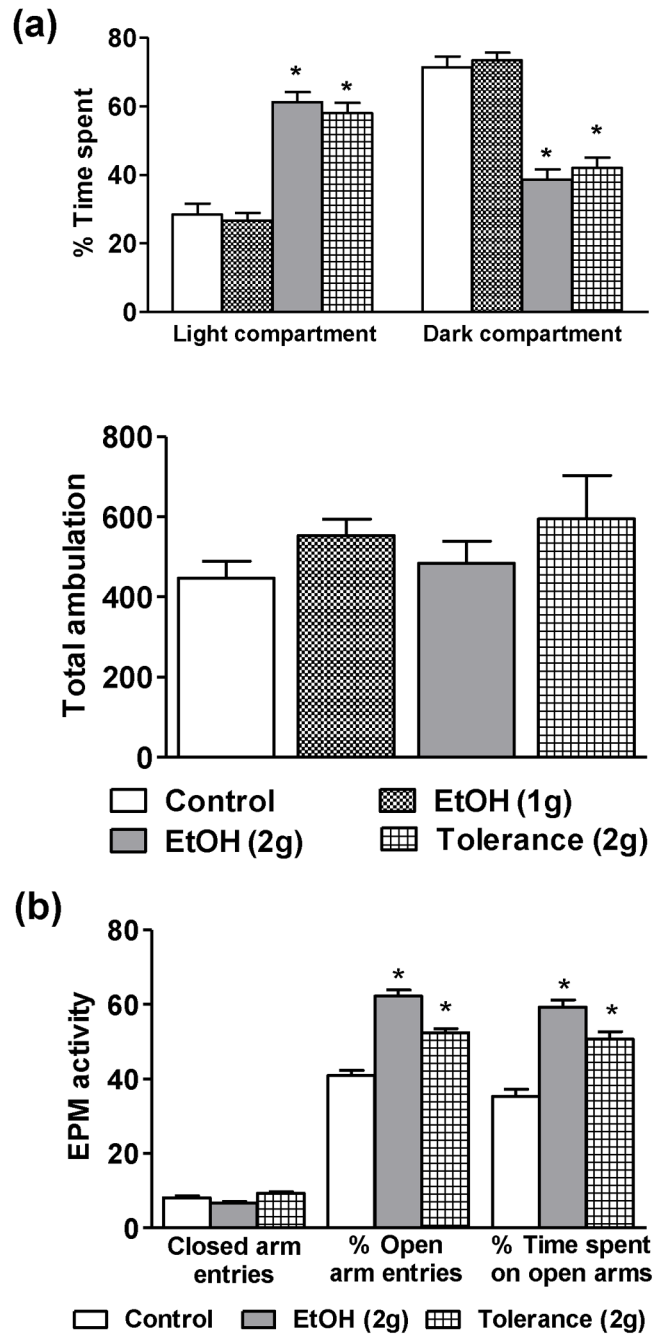 (a)
80
60
40
20
0
% Time spent
* *
* *
Light compartment Dark compartment
800
600
400
200
0
Total ambulation
Control EtOH (1g)
EtOH (2g) Tolerance (2g)
(b)
80
60
40
20
0
EPM activity
* *
* *
Closed arm entries
% Open arm entries
% Time spent on open arms
Control EtOH (2g) Tolerance (2g)